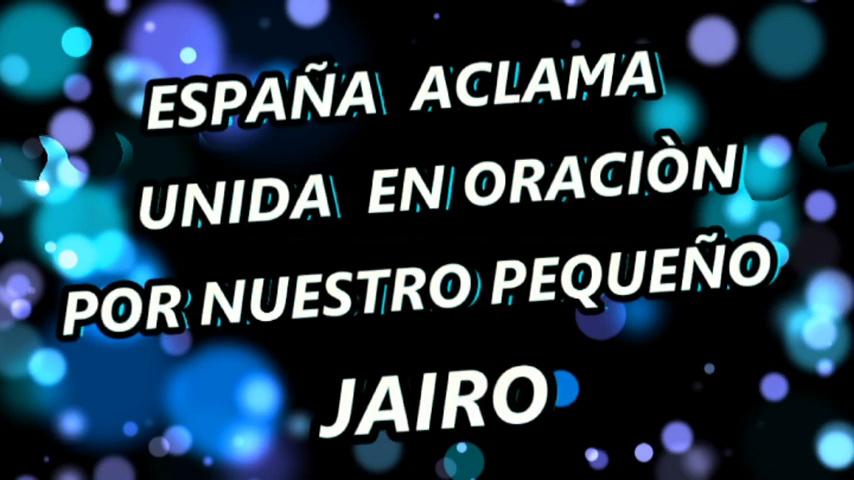 ESPAÑA ACLAMA
UNIDA EN ORACIÒN
POR NUESTRO PEQUEÑO
JAIRO